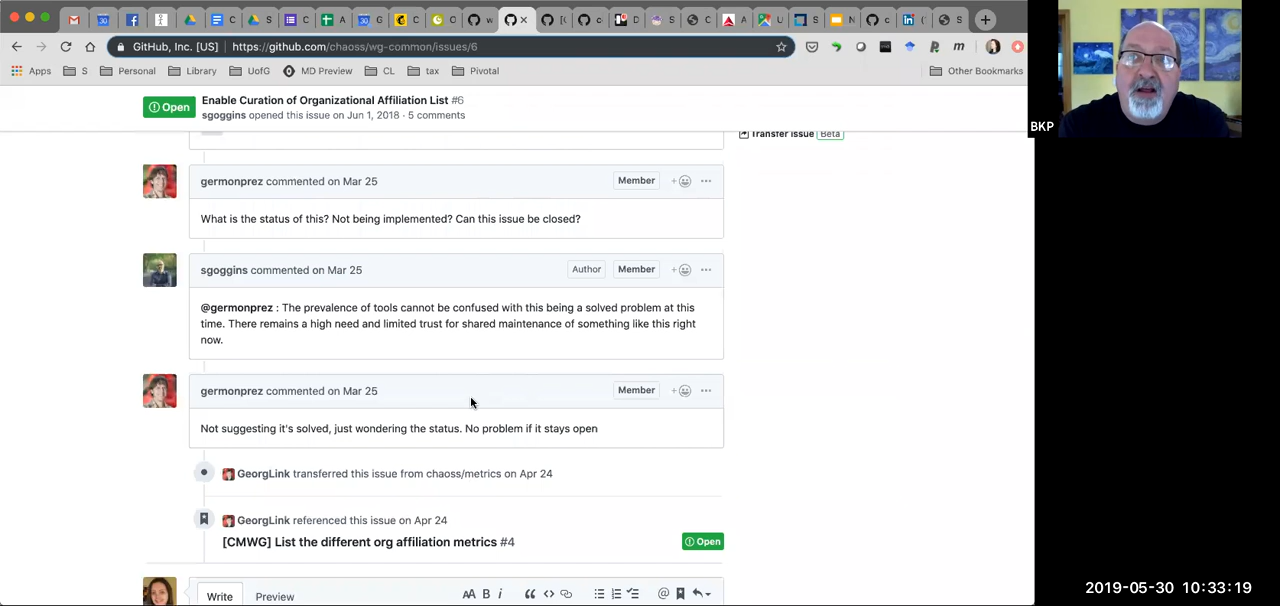 GitHub, Inc. [US] https://github.com/chaoss/wg-common/issues/6
Apps S Personal Library UofG MD Preview CL tax Pivotal Other Bookmarks
Open Enable Curation of Organizational Affiliation List #6
sgoggins opened this issue on Jun 1, 2018 · 5 comments
Transfer issue Beta
BKP
germonprez commented on Mar 25 Member
What is the status of this? Not being implemented? Can this issue be closed?
sgoggins commented on Mar 25 Author Member
@germonprez : The prevalence of tools cannot be confused with this being a solved problem at this
time. There remains a high need and limited trust for shared maintenance of something like this right
now.
germonprez commented on Mar 25 Member
Not suggesting it's solved, just wondering the status. No problem if it stays open
GeorgLink transferred this issue from chaoss/metrics on Apr 24
GeorgLink referenced this issue on Apr 24
[CMWG] List the different org affiliation metrics #4 Open
Write Preview
2019-05-30 10:33:19